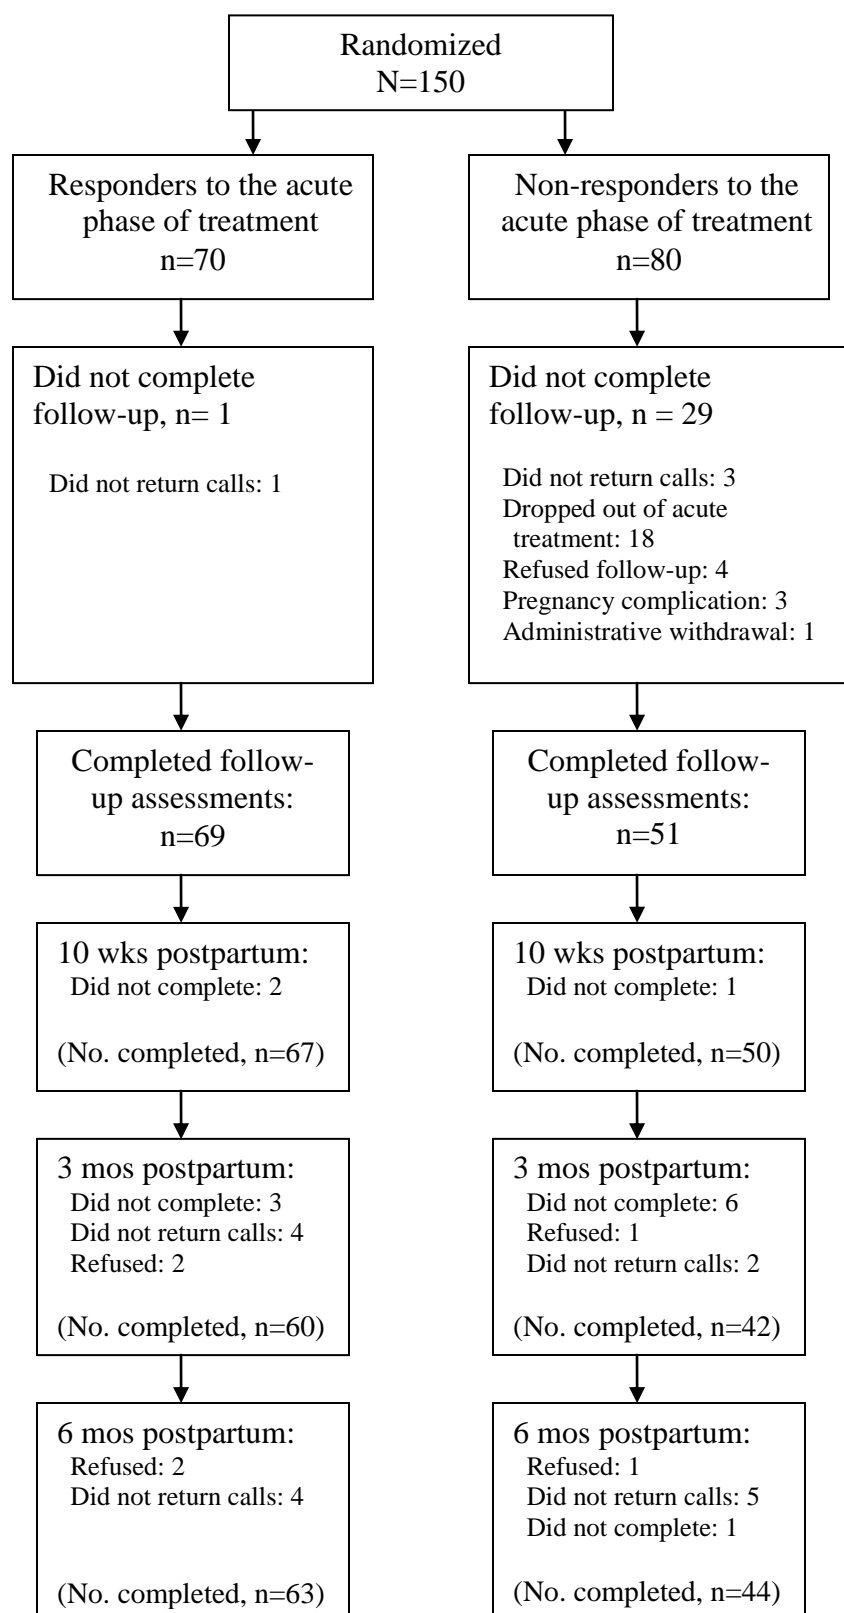 Randomized
N=150
Responders to the acute
phase of treatment
n=70
Non-responders to the
acute phase of treatment
n=80
Did not complete
follow-up, n= 1
Did not return calls: 1
Did not complete
follow-up, n = 29
Did not return calls: 3
Dropped out of acute
treatment: 18
Refused follow-up: 4
Pregnancy complication: 3
Administrative withdrawal: 1
Completed follow-
up assessments:
n=69
Completed follow-
up assessments:
n=51
10 wks postpartum:
Did not complete: 2
(No. completed, n=67)
10 wks postpartum:
Did not complete: 1
(No. completed, n=50)
3 mos postpartum:
Did not complete: 3
Did not return calls: 4
Refused: 2
(No. completed, n=60)
3 mos postpartum:
Did not complete: 6
Refused: 1
Did not return calls: 2
(No. completed, n=42)
6 mos postpartum:
Refused: 2
Did not return calls: 4
(No. completed, n=63)
6 mos postpartum:
Refused: 1
Did not return calls: 5
Did not complete: 1
(No. completed, n=44)